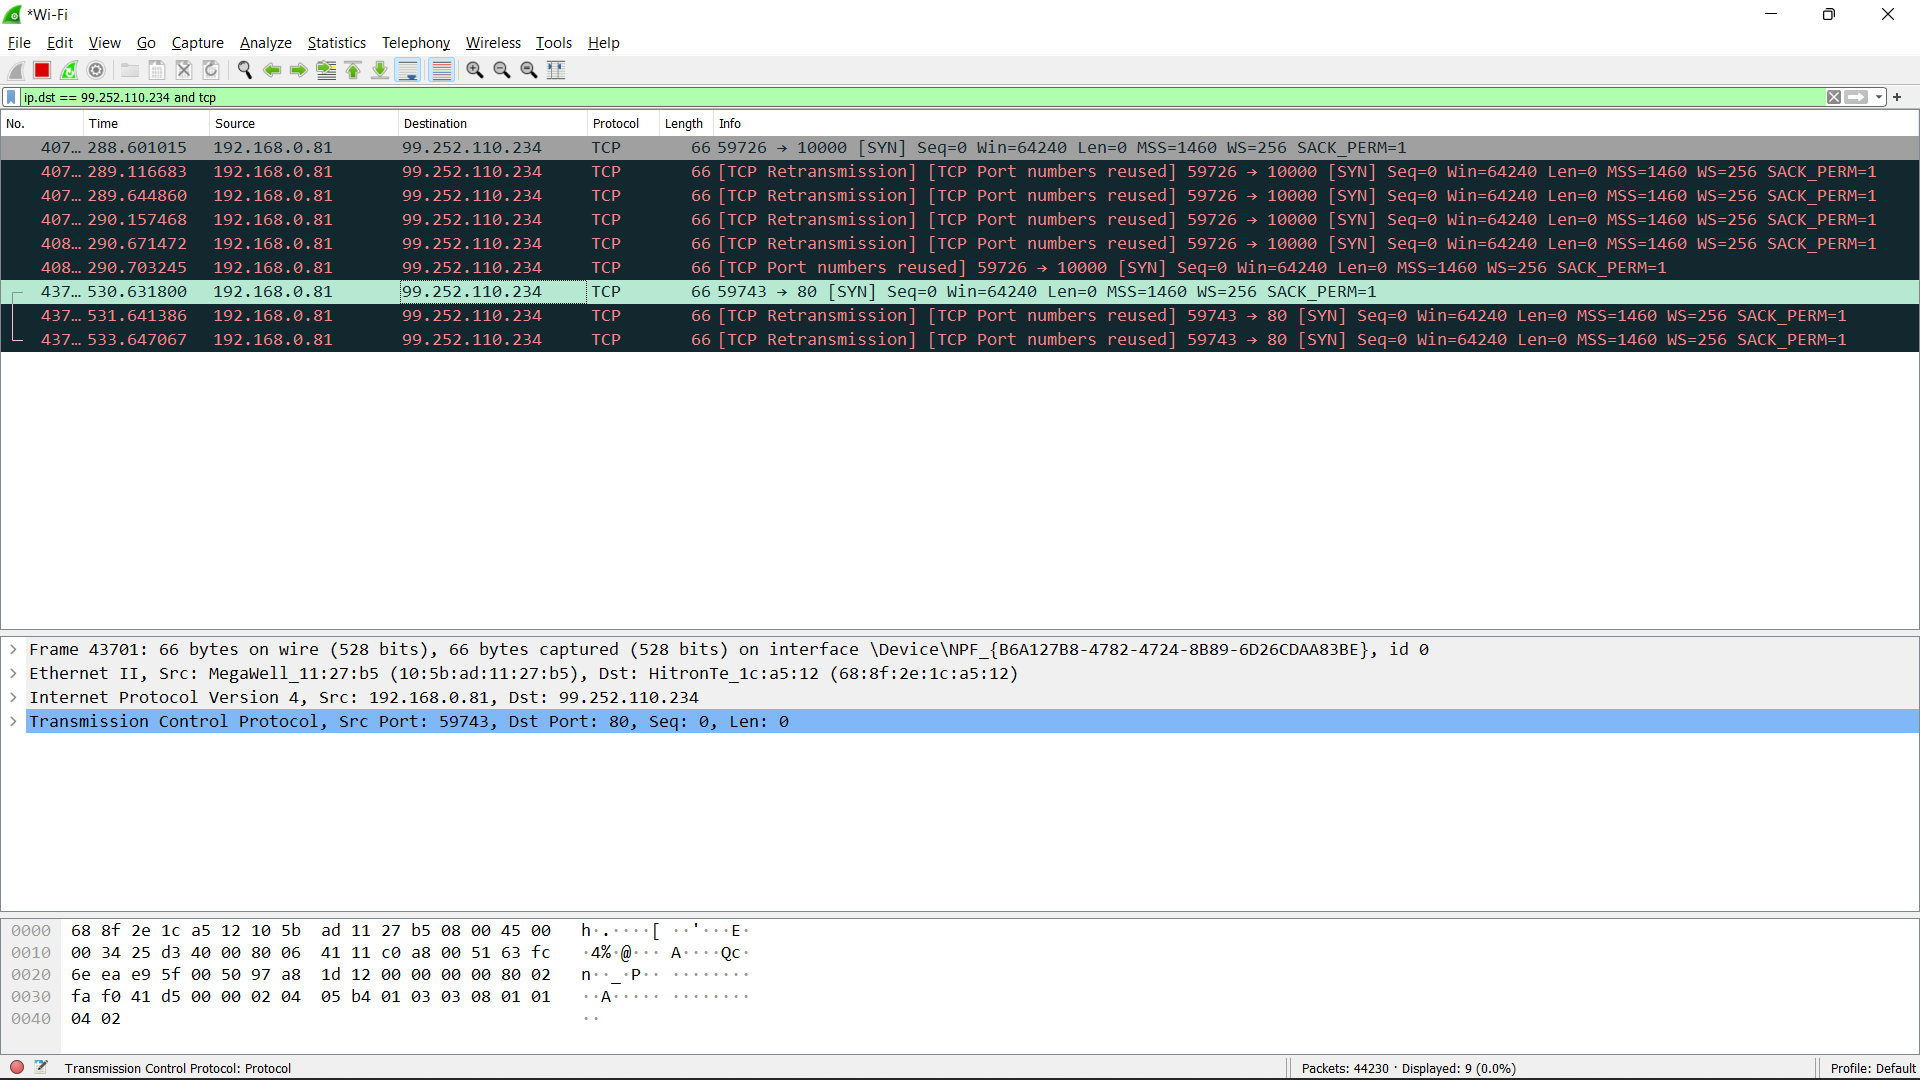 *Wi-Fi
File Edit View Go Capture Analyze Statistics Telephony Wireless Tools Help
ip.dst == 99.252.110.234 and tcp
No. Time Source Destination Protocol Length Info
407… 288.601015 192.168.0.81 99.252.110.234 TCP 66 59726 → 10000 [SYN] Seq=0 Win=64240 Len=0 MSS=1460 WS=256 SACK_PERM=1
407… 289.116683 192.168.0.81 99.252.110.234 TCP 66 [TCP Retransmission] [TCP Port numbers reused] 59726 → 10000 [SYN] Seq=0 Win=64240 Len=0 MSS=1460 WS=256 SACK_PERM=1
407… 289.644860 192.168.0.81 99.252.110.234 TCP 66 [TCP Retransmission] [TCP Port numbers reused] 59726 → 10000 [SYN] Seq=0 Win=64240 Len=0 MSS=1460 WS=256 SACK_PERM=1
407… 290.157468 192.168.0.81 99.252.110.234 TCP 66 [TCP Retransmission] [TCP Port numbers reused] 59726 → 10000 [SYN] Seq=0 Win=64240 Len=0 MSS=1460 WS=256 SACK_PERM=1
408… 290.671472 192.168.0.81 99.252.110.234 TCP 66 [TCP Retransmission] [TCP Port numbers reused] 59726 → 10000 [SYN] Seq=0 Win=64240 Len=0 MSS=1460 WS=256 SACK_PERM=1
408… 290.703245 192.168.0.81 99.252.110.234 TCP 66 [TCP Port numbers reused] 59726 → 10000 [SYN] Seq=0 Win=64240 Len=0 MSS=1460 WS=256 SACK_PERM=1
437… 530.631800 192.168.0.81 99.252.110.234 TCP 66 59743 → 80 [SYN] Seq=0 Win=64240 Len=0 MSS=1460 WS=256 SACK_PERM=1
437… 531.641386 192.168.0.81 99.252.110.234 TCP 66 [TCP Retransmission] [TCP Port numbers reused] 59743 → 80 [SYN] Seq=0 Win=64240 Len=0 MSS=1460 WS=256 SACK_PERM=1
437… 533.647067 192.168.0.81 99.252.110.234 TCP 66 [TCP Retransmission] [TCP Port numbers reused] 59743 → 80 [SYN] Seq=0 Win=64240 Len=0 MSS=1460 WS=256 SACK_PERM=1
Frame 43701: 66 bytes on wire (528 bits), 66 bytes captured (528 bits) on interface \Device\NPF_{B6A127B8-4782-4724-8B89-6D26CDAA83BE}, id 0
Ethernet II, Src: MegaWell_11:27:b5 (10:5b:ad:11:27:b5), Dst: HitronTe_1c:a5:12 (68:8f:2e:1c:a5:12)
Internet Protocol Version 4, Src: 192.168.0.81, Dst: 99.252.110.234
Transmission Control Protocol, Src Port: 59743, Dst Port: 80, Seq: 0, Len: 0
0000 68 8f 2e 1c a5 12 10 5b ad 11 27 b5 08 00 45 00 h·.····[ ··'···E·
0010 00 34 25 d3 40 00 80 06 41 11 c0 a8 00 51 63 fc ·4%·@··· A····Qc·
0020 6e ea e9 5f 00 50 97 a8 1d 12 00 00 00 00 80 02 n··_·P·· ········
0030 fa f0 41 d5 00 00 02 04 05 b4 01 03 03 08 01 01 ··A····· ········
0040 04 02 ··
Transmission Control Protocol: Protocol
Packets: 44230 · Displayed: 9 (0.0%)
Profile: Default